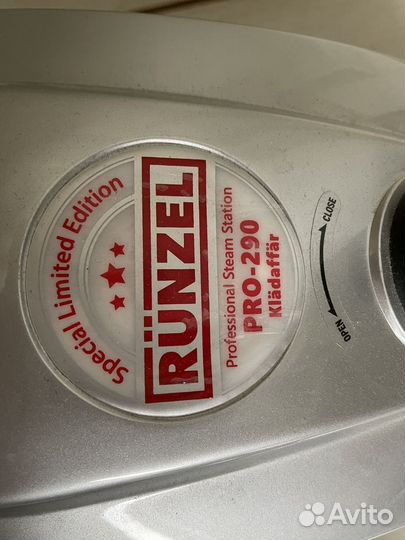 Special Limited Edition
RÜNZEL
Professional Steam Station
PRO-290
Klädaffär
OPEN
CLOSE
Avito